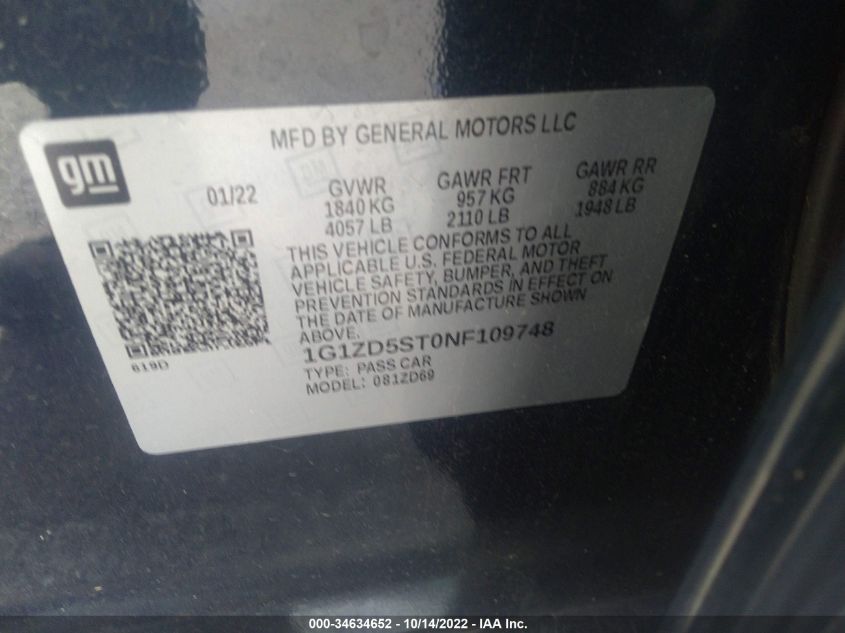 MFD BY GENERAL MOTORS LLC
gm
01/22
GVWR
1840 KG
4057 LB
GAWR FRT
957 KG
2110 LB
GAWR RR
884 KG
1948 LB
THIS VEHICLE CONFORMS TO ALL
APPLICABLE U.S. FEDERAL MOTOR
VEHICLE SAFETY, BUMPER, AND THEFT
PREVENTION STANDARDS IN EFFECT ON
THE DATE OF MANUFACTURE SHOWN
ABOVE.
1G1ZD5ST0NF109748
619D
TYPE: PASS CAR
MODEL: 081ZD69
000-34634652 - 10/14/2022 - IAA Inc.